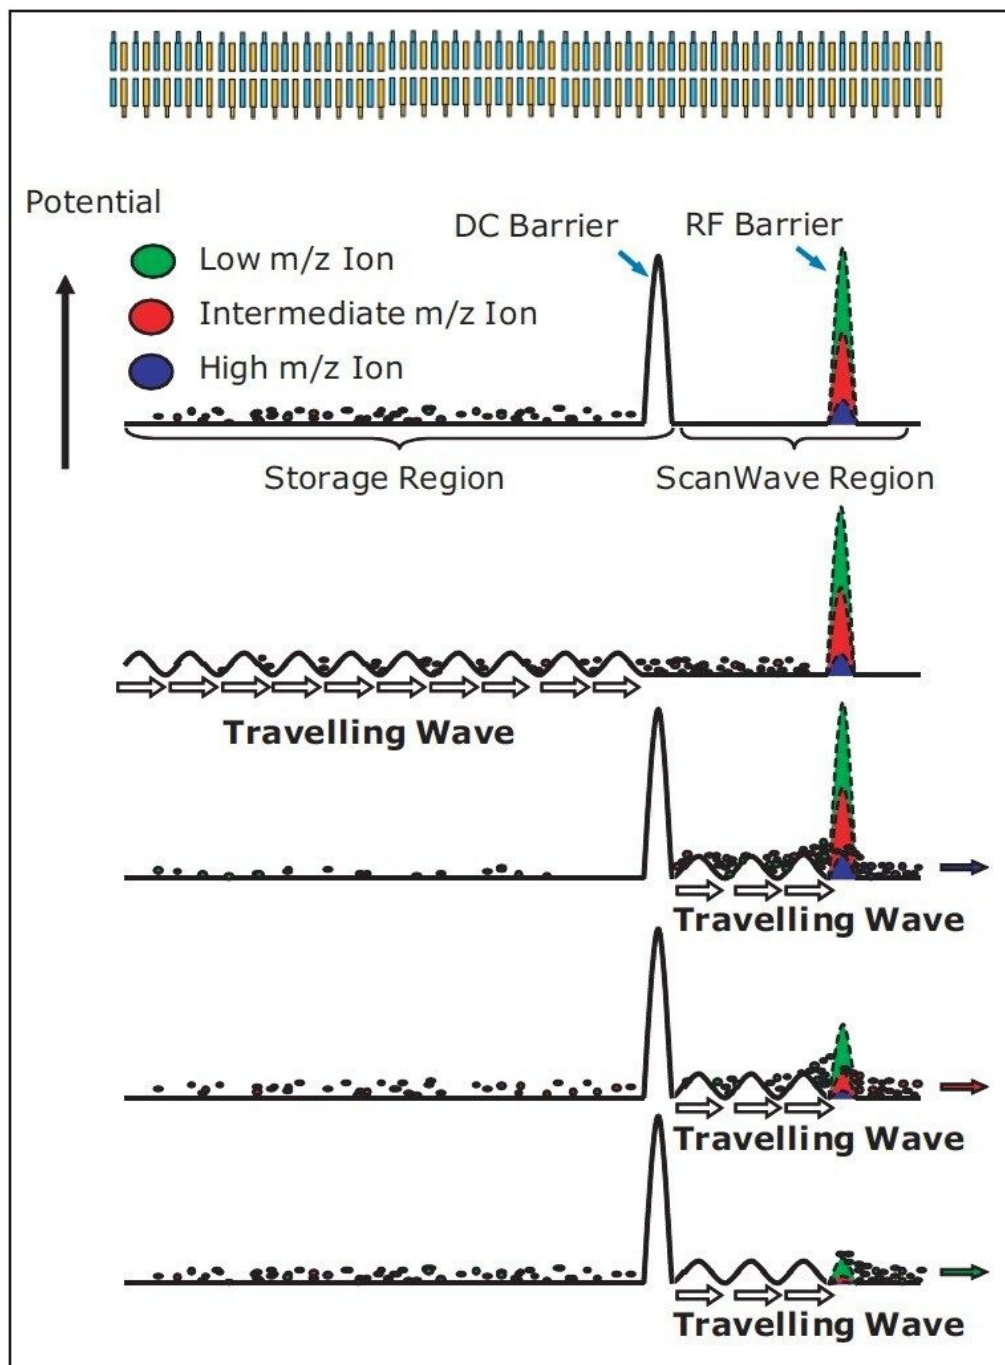 Potential
DC Barrier
RF Barrier
Low m/z Ion
Intermediate m/z Ion
High m/z Ion
Storage Region
ScanWave Region
Travelling Wave
Travelling Wave
Travelling Wave
Travelling Wave